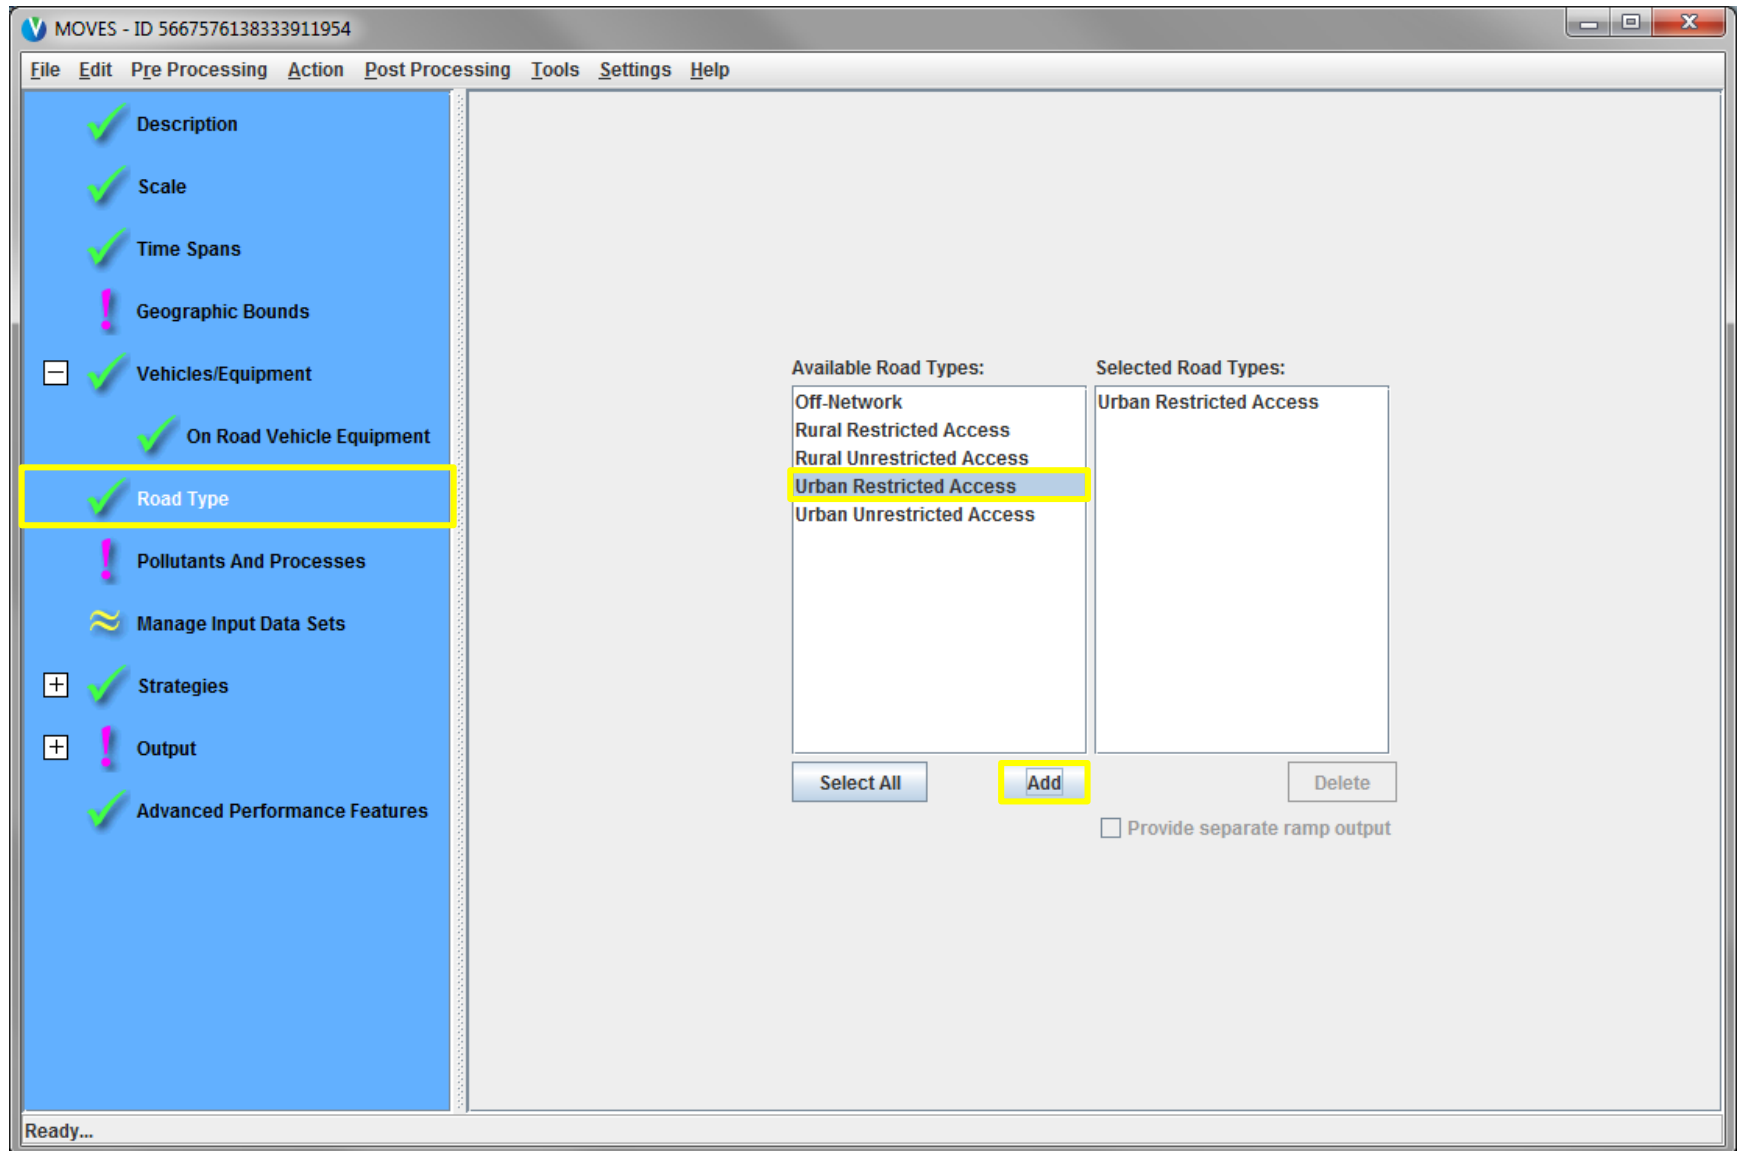 MOVES - ID 5667576138333911954
File Edit Pre Processing Action Post Processing Tools Settings Help
Description
Scale
Time Spans
Geographic Bounds
Vehicles/Equipment
On Road Vehicle Equipment
Road Type
Pollutants And Processes
Manage Input Data Sets
Strategies
Output
Advanced Performance Features
Available Road Types:
Off-Network
Rural Restricted Access
Rural Unrestricted Access
Urban Restricted Access
Urban Unrestricted Access
Selected Road Types:
Urban Restricted Access
Select All
Add
Delete
Provide separate ramp output
Ready...